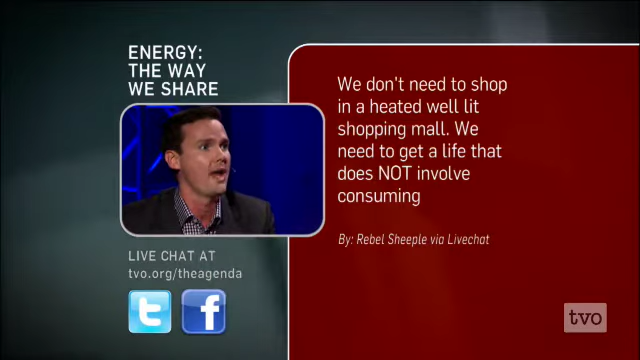 ENERGY:
THE WAY
WE SHARE
We don't need to shop
in a heated well lit
shopping mall. We
need to get a life that
does NOT involve
consuming
By: Rebel Sheeple via Livechat
LIVE CHAT AT
tvo.org/theagenda
t f
tvo